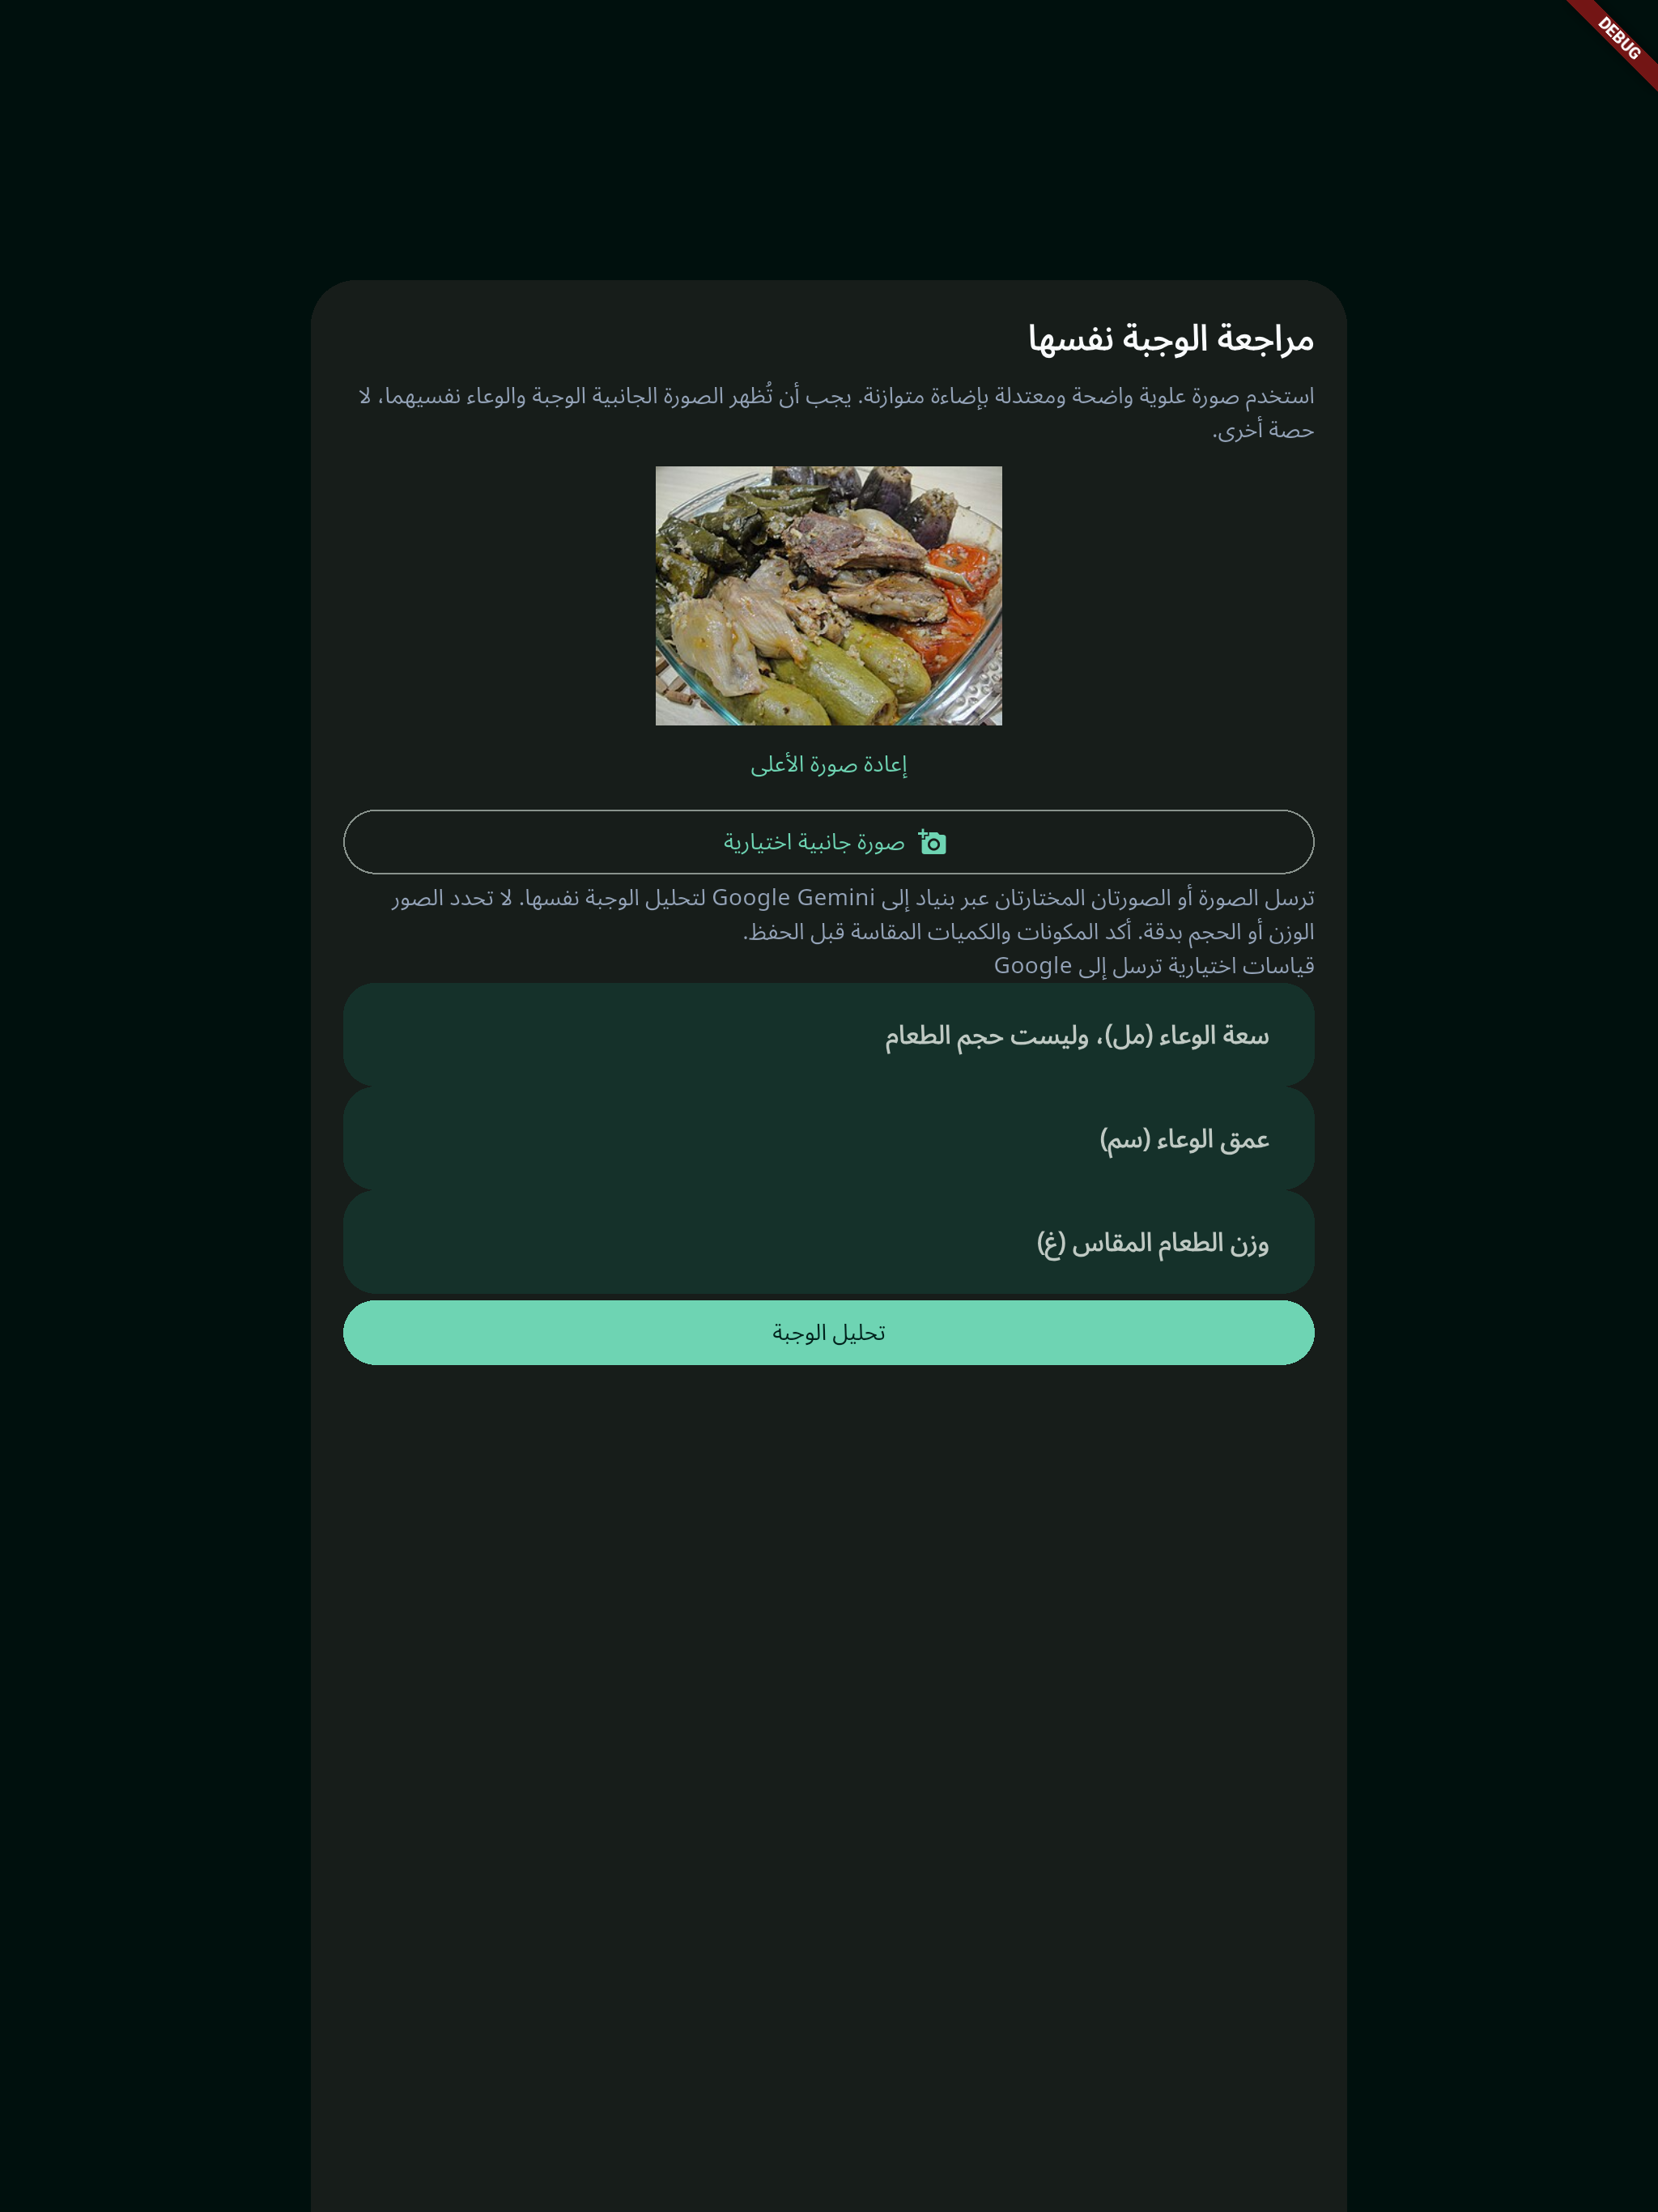 DEBUG
مراجعة الوجبة نفسها
استخدم صورة علوية واضحة ومعتدلة بإضاءة متوازنة. يجب أن تُظهر الصورة الجانبية الوجبة والوعاء نفسيهما، لا
حصة أخرى.
إعادة صورة الأعلى
صورة جانبية اختيارية
ترسل الصورة أو الصورتان المختارتان عبر بنياد إلى Google Gemini لتحليل الوجبة نفسها. لا تحدد الصور
الوزن أو الحجم بدقة. أكد المكونات والكميات المقاسة قبل الحفظ.
قياسات اختيارية ترسل إلى Google
سعة الوعاء (مل)، وليست حجم الطعام
عمق الوعاء (سم)
وزن الطعام المقاس (غ)
تحليل الوجبة